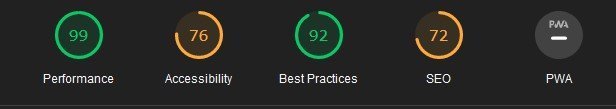 99 76 92 72 PWA
Performance Accessibility Best Practices SEO PWA